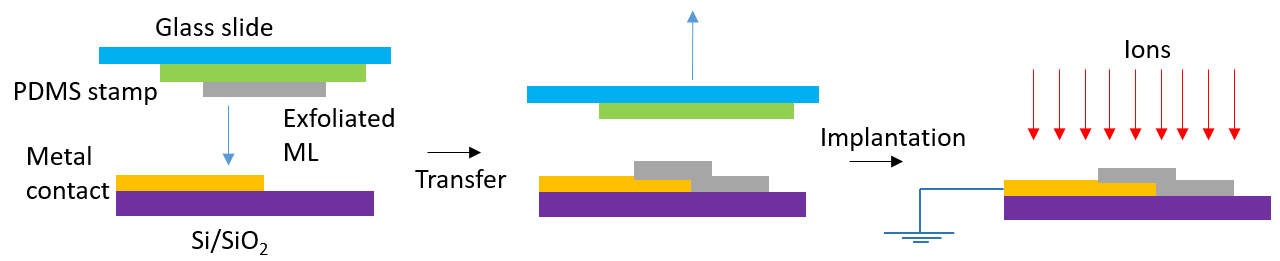 Glass slide
PDMS stamp
Exfoliated
ML
Metal
contact
Si/SiO₂
Transfer
Implantation
Ions